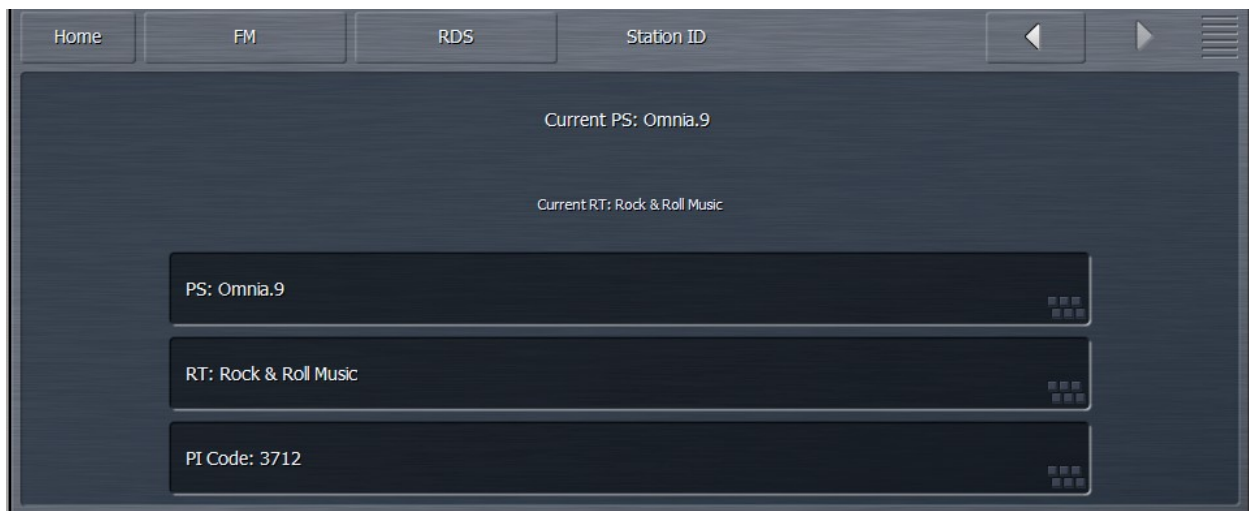 Home FM RDS Station ID
Current PS: Omnia.9
Current RT: Rock & Roll Music
PS: Omnia.9
RT: Rock & Roll Music
PI Code: 3712